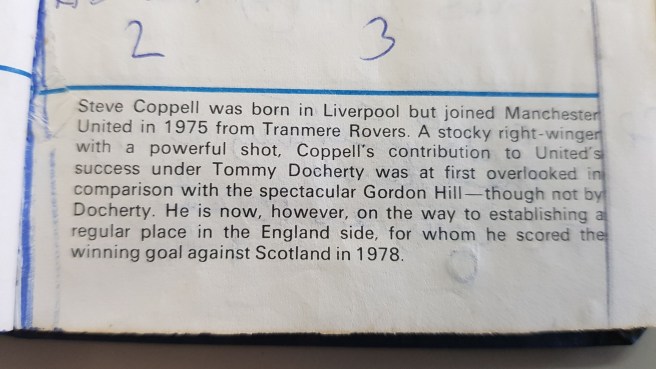 2 3
Steve Coppell was born in Liverpool but joined Manchester
United in 1975 from Tranmere Rovers. A stocky right-winger
with a powerful shot, Coppell's contribution to United's
success under Tommy Docherty was at first overlooked in
comparison with the spectacular Gordon Hill—though not by
Docherty. He is now, however, on the way to establishing a
regular place in the England side, for whom he scored the
winning goal against Scotland in 1978.